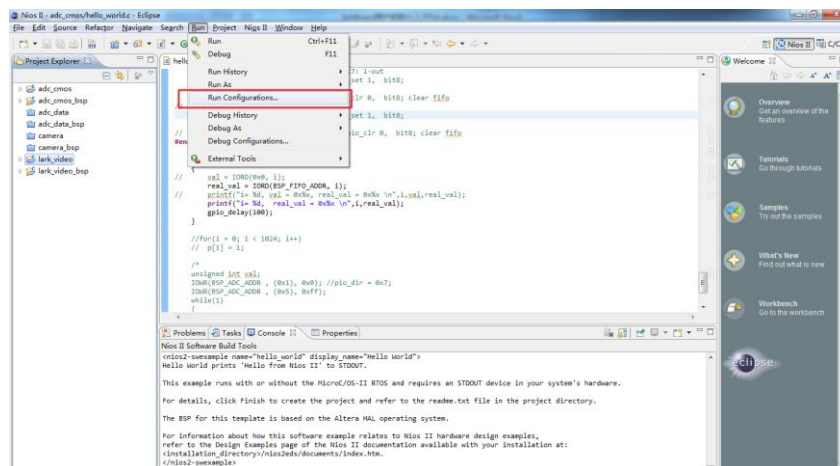 Nios II - adc_cmos/hello_world.c - Eclipse
File Edit Source Refactor Navigate Search Run Project Nios II Window Help
Run Ctrl+F11
Debug F11
Run History
Run As
Run Configurations...
Debug History
Debug As
Debug Configurations...
External Tools
Nios II
C/C
Project Explorer
adc_cmos
adc_cmos_bsp
adc_data
adc_data_bsp
camera
camera_bsp
lark_video
lark_video_bsp
hell
7: 1-out
set 1, bit8;
clr 0, bit8; clear fifo
set 1, bit8;
// io_clr 0, bit8; clear fifo
#en
{
// val = IORD(0x0, i);
real_val = IORD(BSP_FIFO_ADDR, i);
// printf("i= %d, val = 0x%x, real_val = 0x%x \n",i,val,real_val);
printf("i= %d, real_val = 0x%x \n",i,real_val);
gpio_delay(100);
}
//for(i = 0; i < 1024; i++)
// p[i] = i;
/*
unsigned int val;
IOWR(BSP_ADC_ADDR , (0x1), 0x0); //pio_dir = 0x7;
IOWR(BSP_ADC_ADDR , (0x5), 0xff);
while(1)
{
Welcome
Overview
Get an overview of the features
Tutorials
Go through tutorials
Samples
Try out the samples
What's New
Find out what is new
Workbench
Go to the workbench
eclipse
Problems Tasks Console Properties
Nios II Software Build Tools
<nios2-swexample name="hello_world" display_name="Hello World">
Hello World prints 'Hello from Nios II' to STDOUT.
This example runs with or without the MicroC/OS-II RTOS and requires an STDOUT device in your system's hardware.
For details, click Finish to create the project and refer to the readme.txt file in the project directory.
The BSP for this template is based on the Altera HAL operating system.
For information about how this software example relates to Nios II hardware design examples,
refer to the Design Examples page of the Nios II documentation available with your installation at:
<installation_directory>/nios2eds/documents/index.htm.
</nios2-swexample>